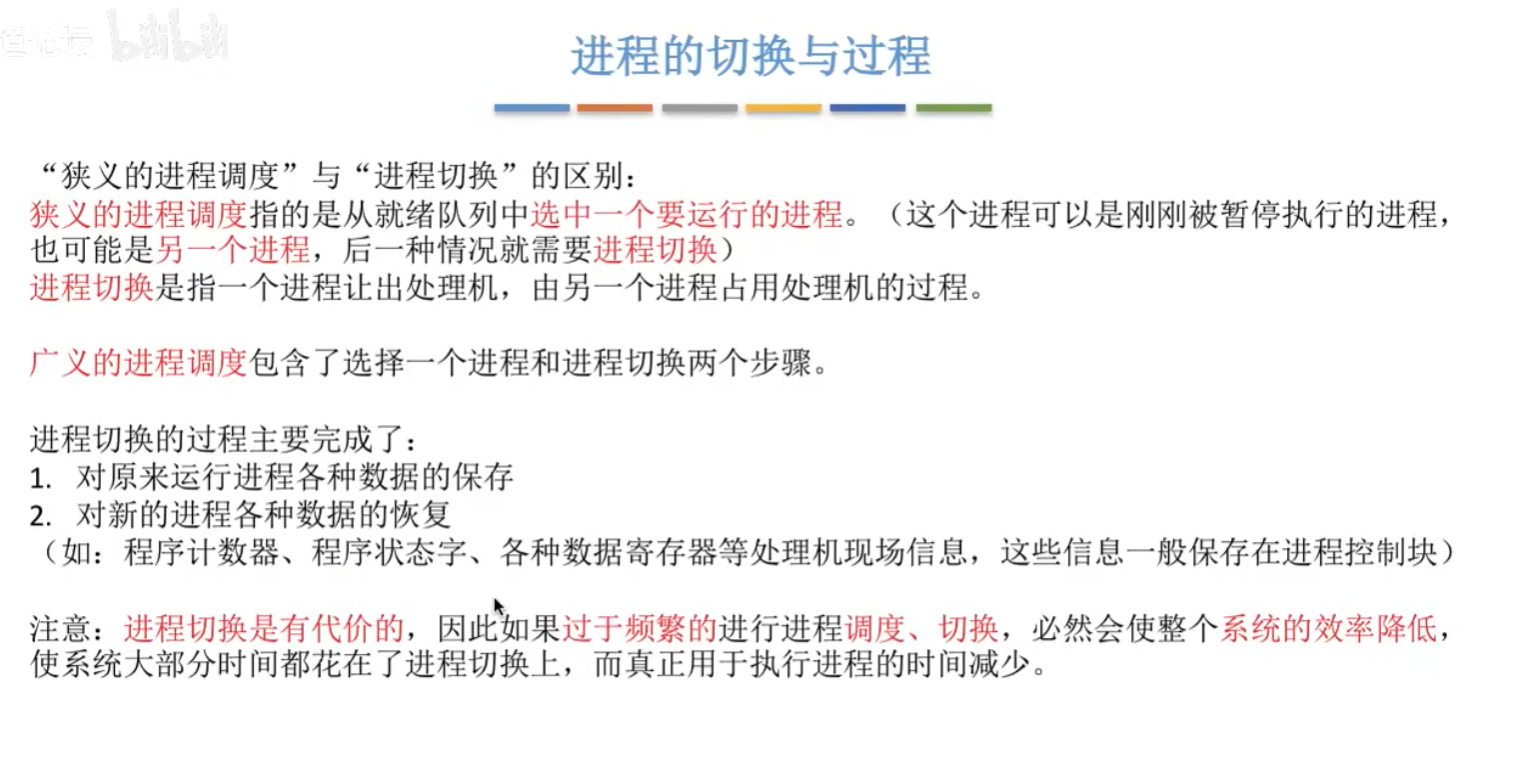 bilibili
进程的切换与过程
“狭义的进程调度”与“进程切换”的区别：
狭义的进程调度指的是从就绪队列中选中一个要运行的进程。（这个进程可以是刚刚被暂停执行的进程，
也可能是另一个进程，后一种情况就需要进程切换）
进程切换是指一个进程让出处理机，由另一个进程占用处理机的过程。
广义的进程调度包含了选择一个进程和进程切换两个步骤。
进程切换的过程主要完成了：
1. 对原来运行进程各种数据的保存
2. 对新的进程各种数据的恢复
（如：程序计数器、程序状态字、各种数据寄存器等处理机现场信息，这些信息一般保存在进程控制块）
注意：进程切换是有代价的，因此如果过于频繁的进行进程调度、切换，必然会使整个系统的效率降低，
使系统大部分时间都花在了进程切换上，而真正用于执行进程的时间减少。